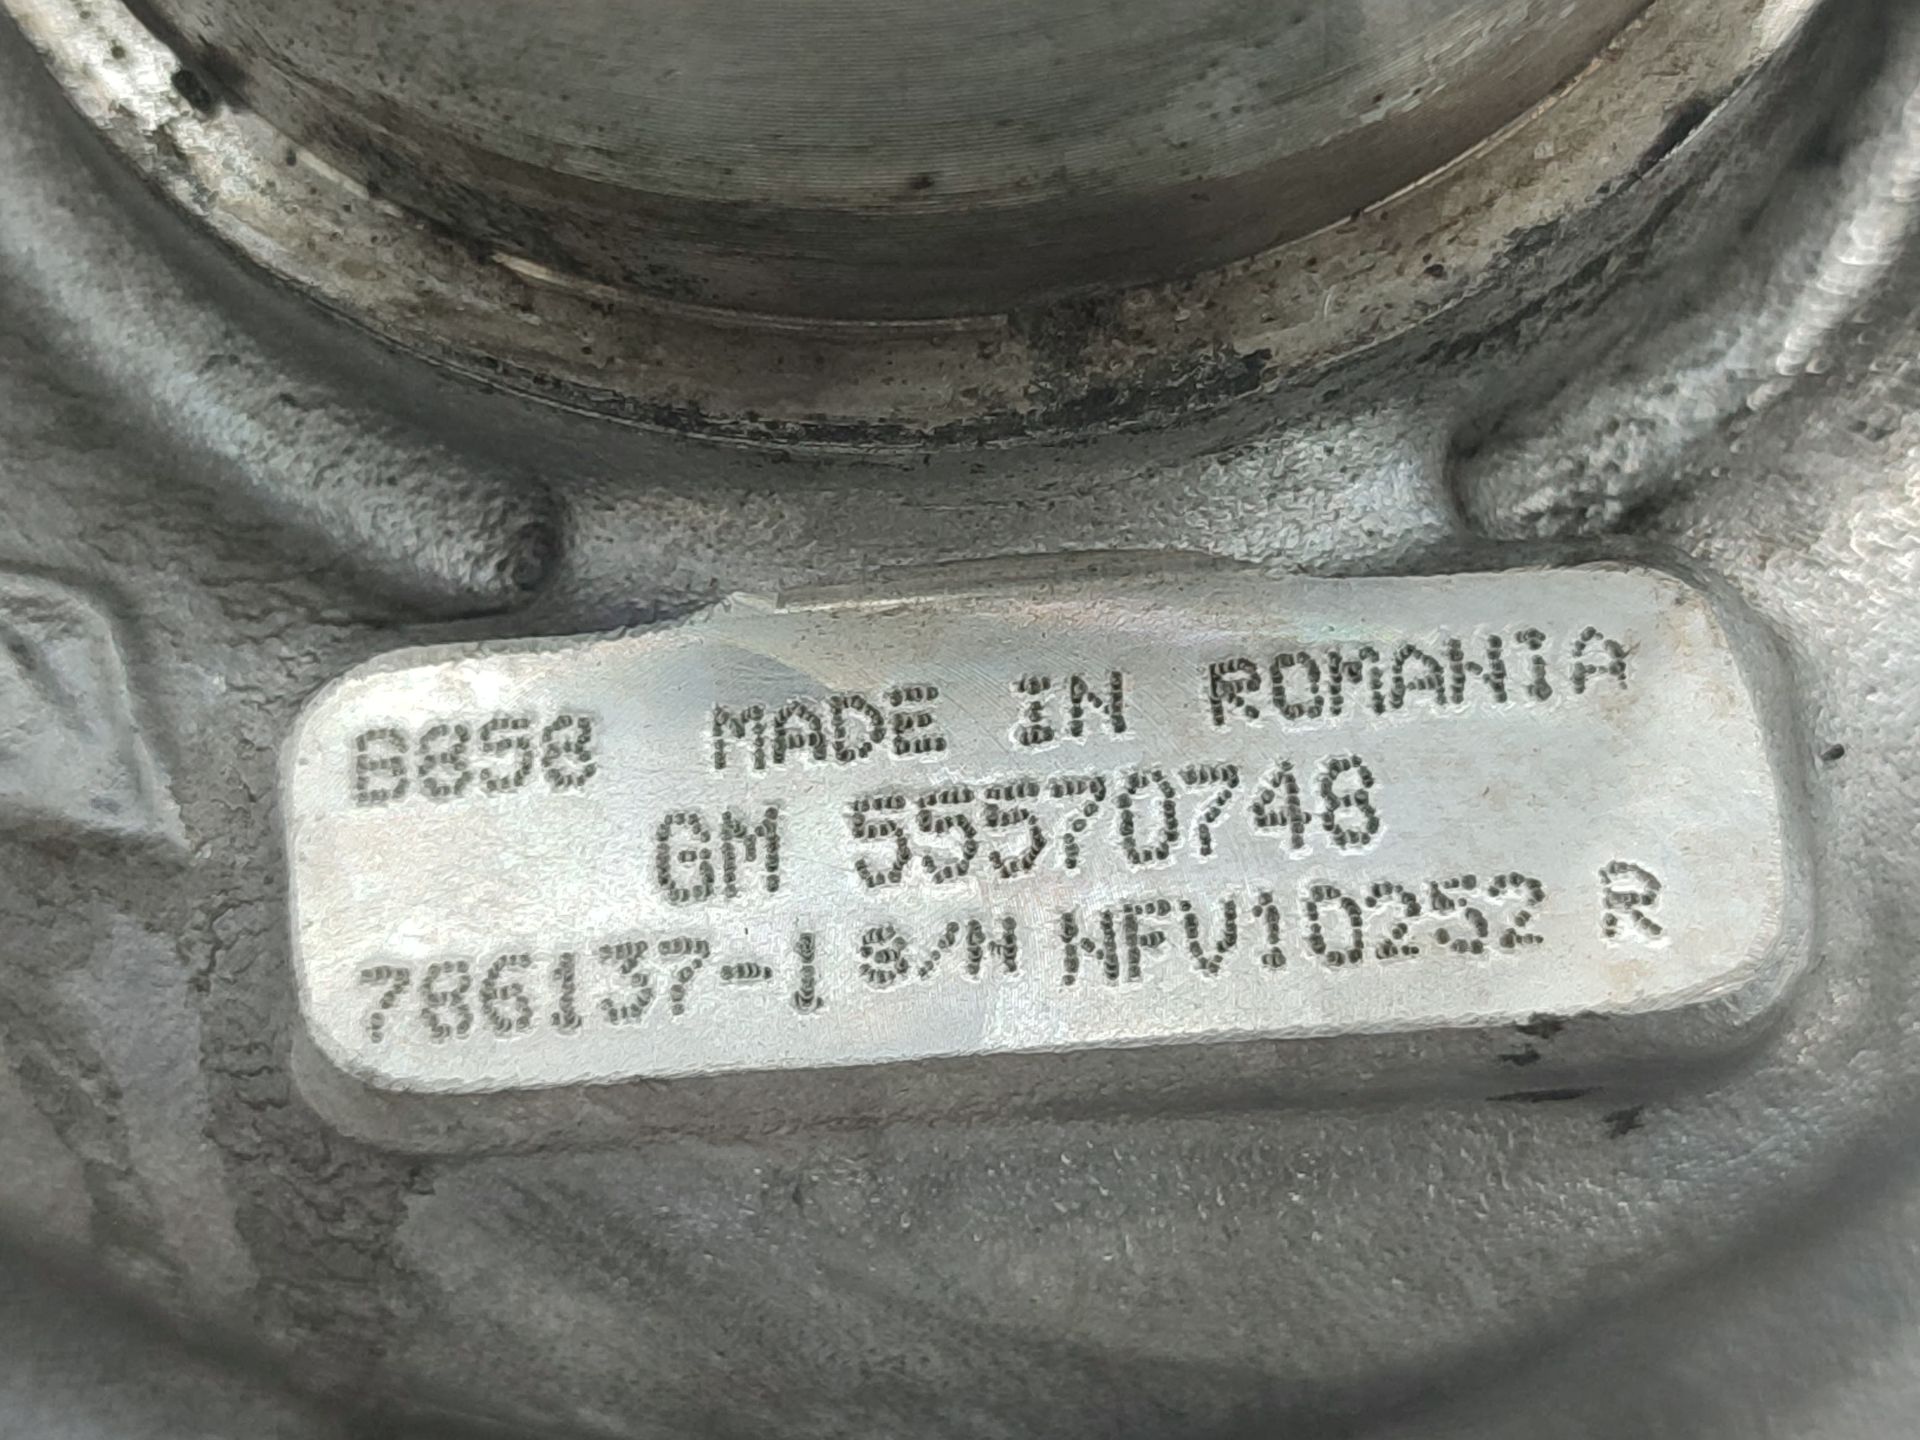 B858 MADE IN ROMANIA
GM 55570748
786137-1 S/N NFV10252 R